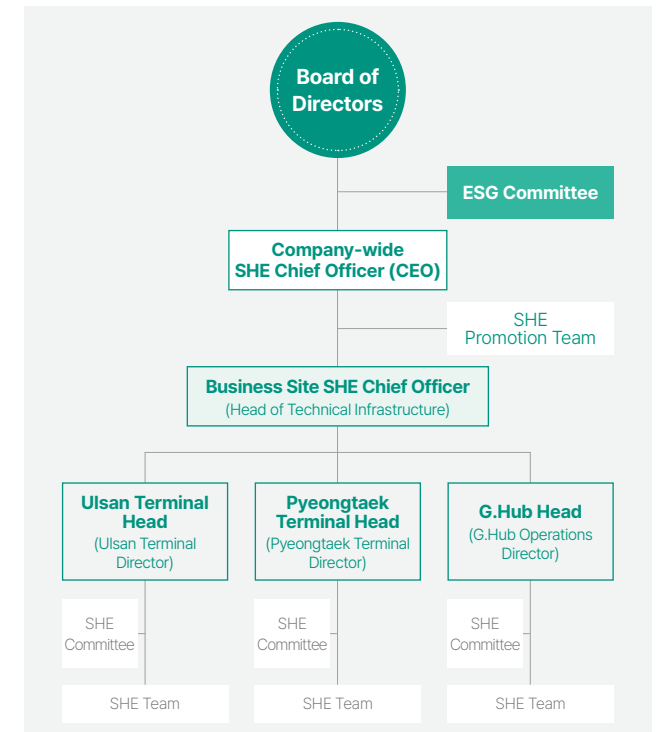 Board of
Directors
ESG Committee
Company-wide
SHE Chief Officer (CEO)
SHE
Promotion Team
Business Site SHE Chief Officer
(Head of Technical Infrastructure)
Ulsan Terminal
Head
(Ulsan Terminal
Director)
Pyeongtaek
Terminal Head
(Pyeongtaek Terminal
Director)
G.Hub Head
(G.Hub Operations
Director)
SHE
Committee
SHE
Committee
SHE
Committee
SHE Team
SHE Team
SHE Team